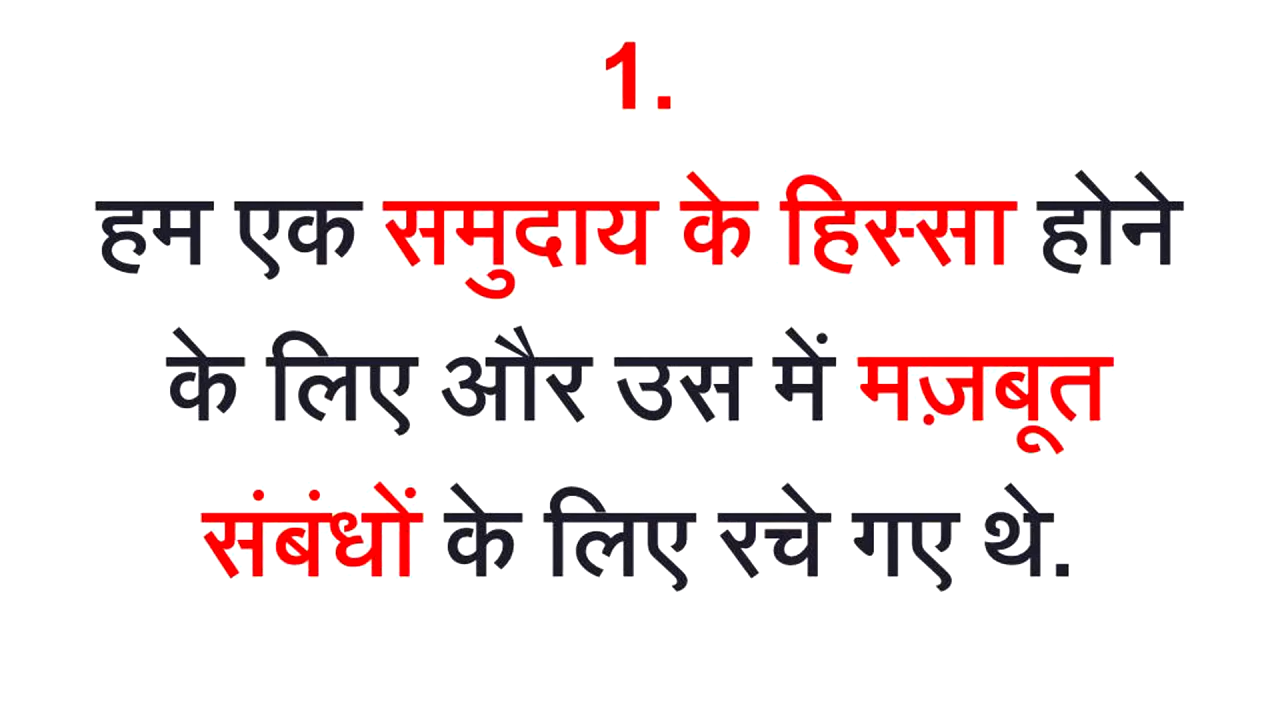 1.
हम एक समुदाय के हिस्सा होने
के लिए और उस में मज़बूत
संबंधों के लिए रचे गए थे.